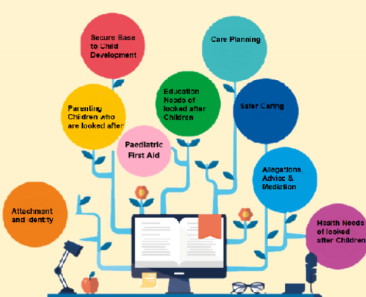 Secure Base
to Child
Development
Care Planning
Parenting
Children who
are looked after
Education
Needs of
looked after
Children
Safer Caring
Paediatric
First Aid
Allegations,
Advice &
Mediation
Attachment
and Identity
Health Needs
of looked
after Children